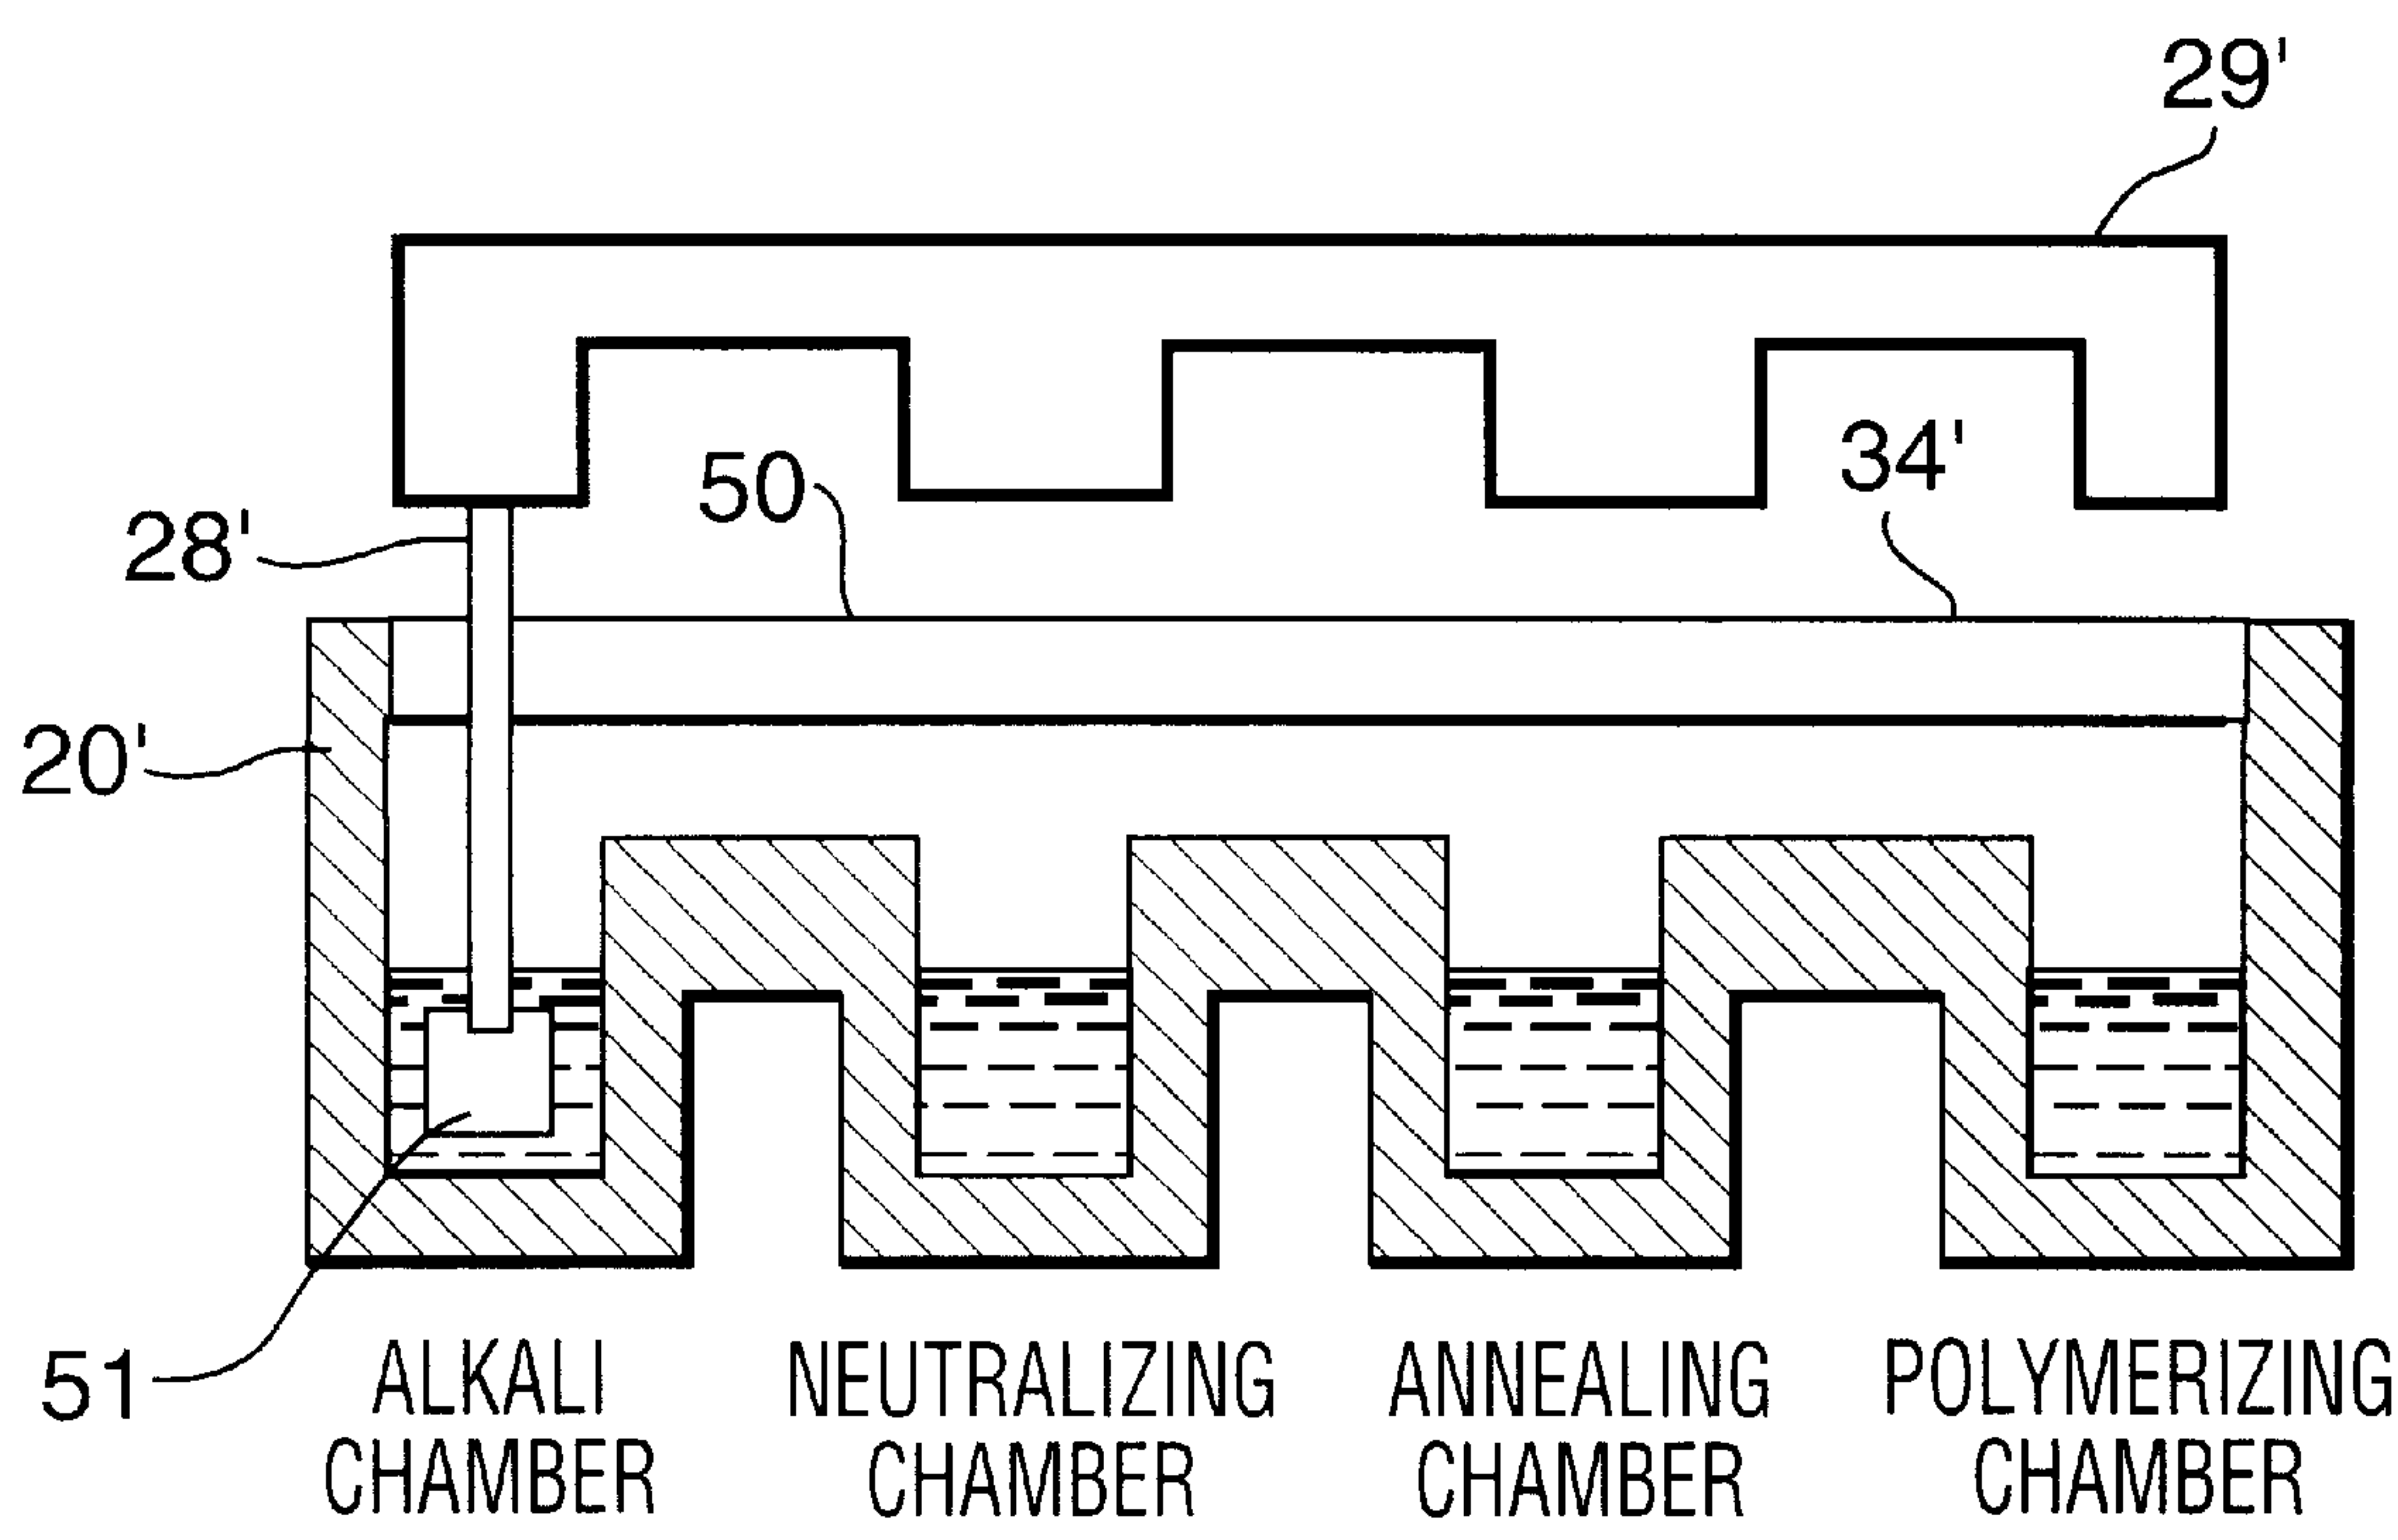 29'
34'
50
28'
20'
51
ALKALI
CHAMBER
NEUTRALIZING
CHAMBER
ANNEALING
CHAMBER
POLYMERIZING
CHAMBER